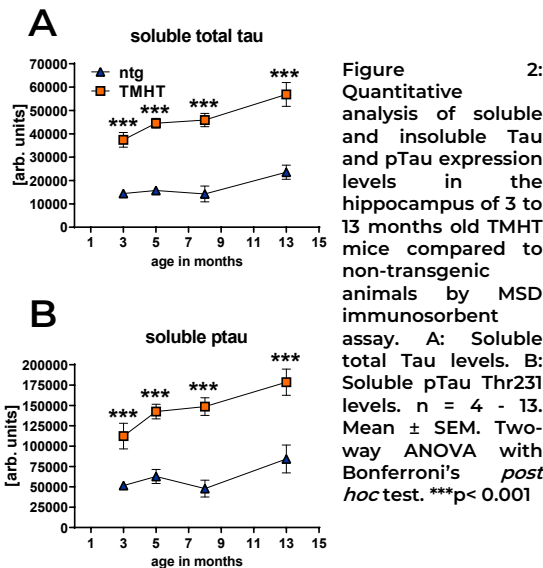 A
soluble total tau
70000
60000
50000
40000
30000
20000
10000
0
[arb. units]
ntg
TMHT
***
***
***
***
1 3 5 7 9 11 13 15
age in months
B
soluble ptau
200000
175000
150000
125000
100000
75000
50000
25000
0
[arb. units]
***
***
***
***
1 3 5 7 9 11 13 15
age in months
Figure 2:
Quantitative
analysis of soluble
and insoluble Tau
and pTau expression
levels in the
hippocampus of 3 to
13 months old TMHT
mice compared to
non-transgenic
animals by MSD
immunosorbent
assay. A: Soluble
total Tau levels. B:
Soluble pTau Thr231
levels. n = 4 - 13.
Mean ± SEM. Two-
way ANOVA with
Bonferroni's post
hoc test. ***p< 0.001